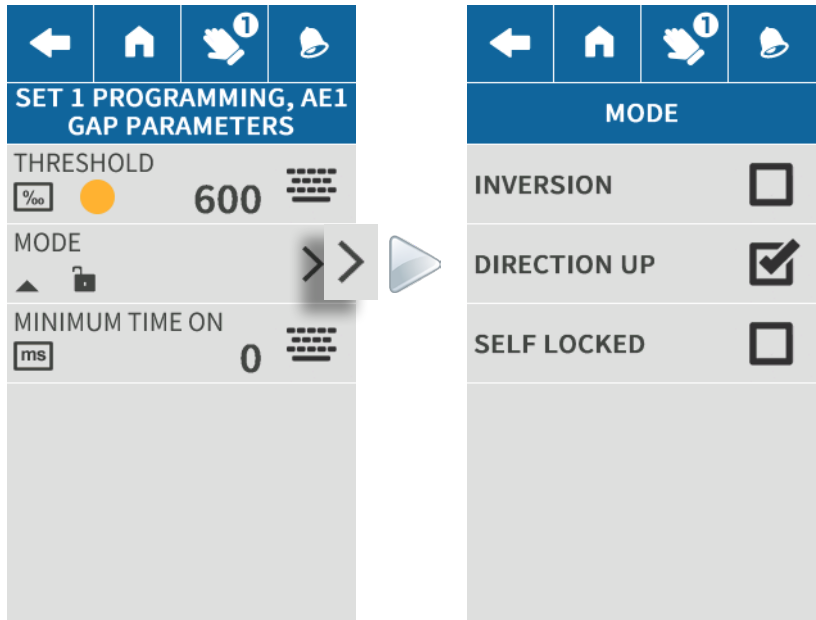 1
SET 1 PROGRAMMING, AE1
GAP PARAMETERS
THRESHOLD
‰ 600
MODE
MINIMUM TIME ON
ms 0
1
MODE
INVERSION
DIRECTION UP
SELF LOCKED